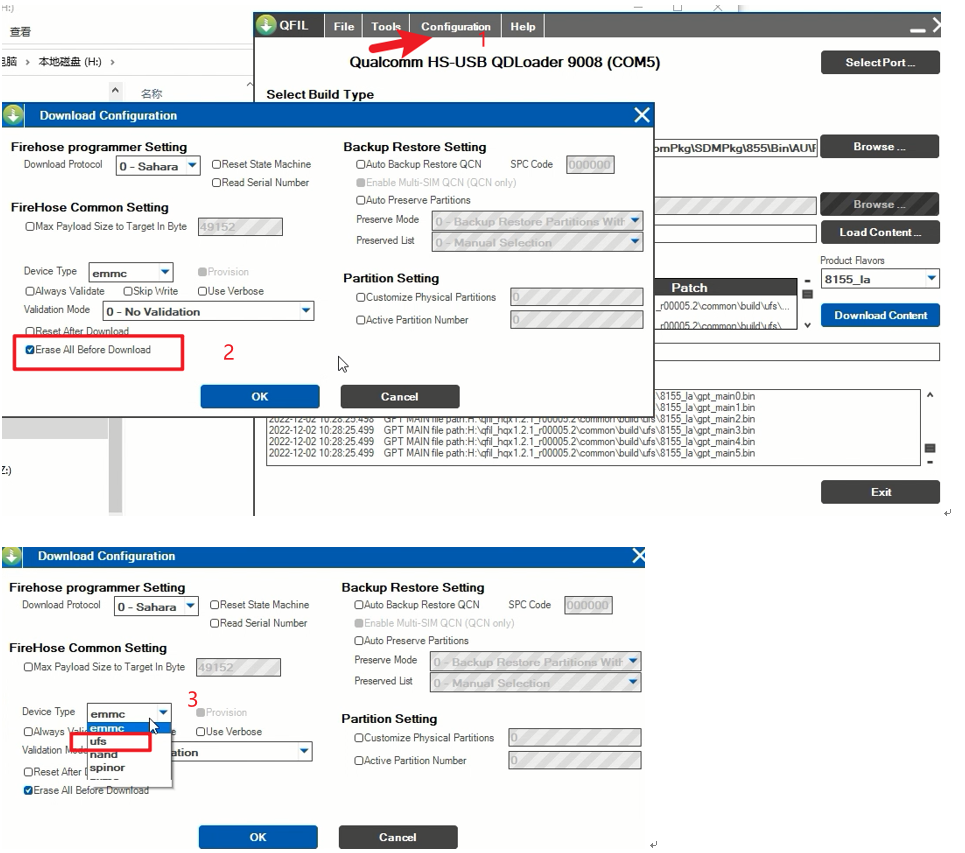 查看
本地磁盘 (H:)
名称
QFIL File Tools Configuration Help
1
Qualcomm HS-USB QDLoader 9008 (COM5)
Select Port ...
Select Build Type
Download Configuration
Firehose programmer Setting
Download Protocol 0 - Sahara Reset State Machine
Read Serial Number
FireHose Common Setting
Max Payload Size to Target In Byte 49152
Device Type emmc Provision
Always Validate Skip Write Use Verbose
Validation Mode 0 - No Validation
Reset After Download
Erase All Before Download
2
OK Cancel
Backup Restore Setting
Auto Backup Restore QCN SPC Code 000000
Enable Multi-SIM QCN (QCN only)
Auto Preserve Partitions
Preserve Mode 0 - Backup Restore Partitions With
Preserved List 0 - Manual Selection
Partition Setting
Customize Physical Partitions 0
Active Partition Number 0
omPkg\SDMPkg\855\Bin\AU\F
Browse ...
Browse ...
Load Content ...
Product Flavors
8155_la
Patch
_r00005.2\common\build\ufs\...
_r00005.2\common\build\ufs\...
Download Content
\8155_la\gpt_main0.bin
\8155_la\gpt_main1.bin
2022-12-02 10:28:25.498 GPT MAIN file path:H:\qfil_hqx1.2.1_r00005.2\common\build\ufs\8155_la\gpt_main2.bin
2022-12-02 10:28:25.499 GPT MAIN file path:H:\qfil_hqx1.2.1_r00005.2\common\build\ufs\8155_la\gpt_main3.bin
2022-12-02 10:28:25.499 GPT MAIN file path:H:\qfil_hqx1.2.1_r00005.2\common\build\ufs\8155_la\gpt_main4.bin
2022-12-02 10:28:25.499 GPT MAIN file path:H:\qfil_hqx1.2.1_r00005.2\common\build\ufs\8155_la\gpt_main5.bin
Exit
Download Configuration
Firehose programmer Setting
Download Protocol 0 - Sahara Reset State Machine
Read Serial Number
FireHose Common Setting
Max Payload Size to Target In Byte 49152
3
Device Type emmc Provision
emmc
ufs
nand
spinor
Always Use Verbose
Validation
Reset After
Erase All Before Download
OK Cancel
Backup Restore Setting
Auto Backup Restore QCN SPC Code 000000
Enable Multi-SIM QCN (QCN only)
Auto Preserve Partitions
Preserve Mode 0 - Backup Restore Partitions With
Preserved List 0 - Manual Selection
Partition Setting
Customize Physical Partitions 0
Active Partition Number 0